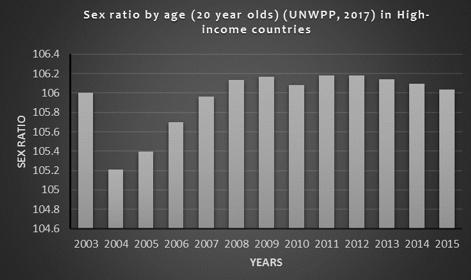 Sex ratio by age (20 year olds) (UNWPP, 2017) in High-
income countries
106.4
106.2
106
105.8
105.6
105.4
105.2
105
104.8
104.6
SEX RATIO
2003 2004 2005 2006 2007 2008 2009 2010 2011 2012 2013 2014 2015
YEARS